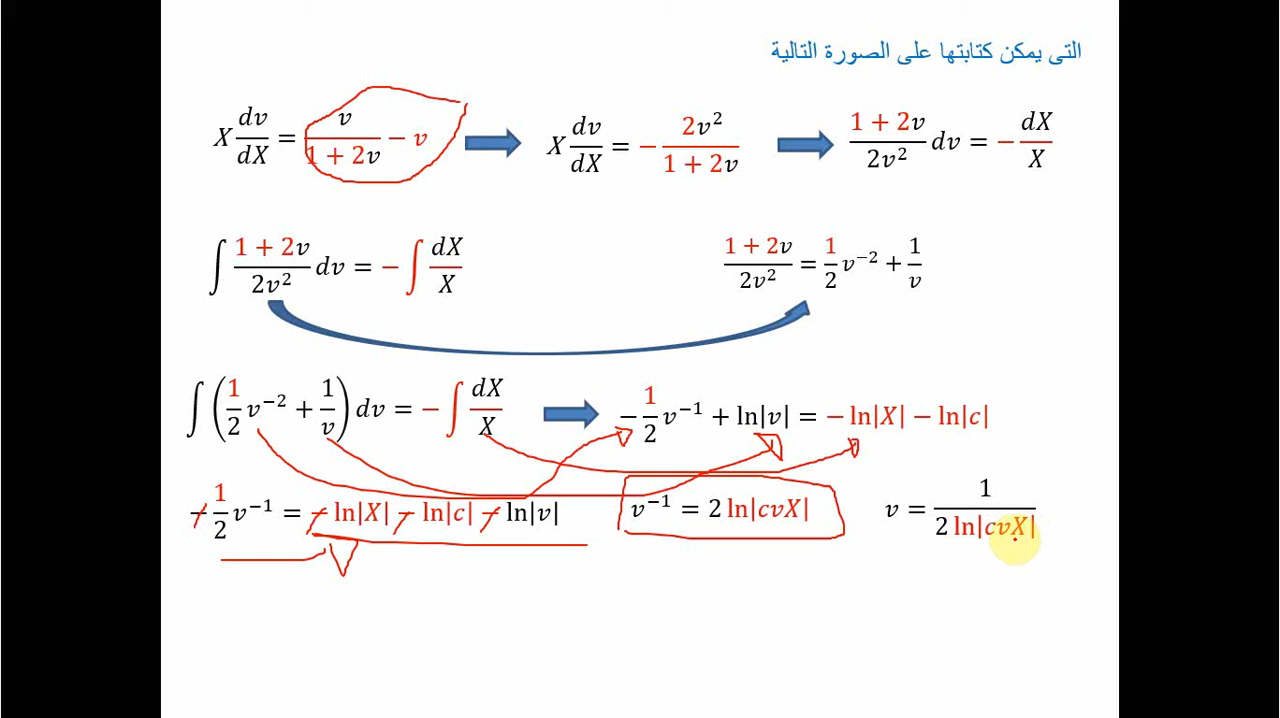 التى يمكن كتابتها على الصورة التالية
X dv/dX = v/(1 + 2v) − v   X dv/dX = − 2v²/(1 + 2v)   (1 + 2v)/(2v²) dv = − dX/X
∫ (1 + 2v)/(2v²) dv = − ∫ dX/X   (1 + 2v)/(2v²) = 1/2 v⁻² + 1/v
∫ (1/2 v⁻² + 1/v) dv = − ∫ dX/X   − 1/2 v⁻¹ + ln|v| = − ln|X| − ln|c|
− 1/2 v⁻¹ = − ln|X| − ln|c| − ln|v|   v⁻¹ = 2 ln|cvX|   v = 1/(2 ln|cvX|)